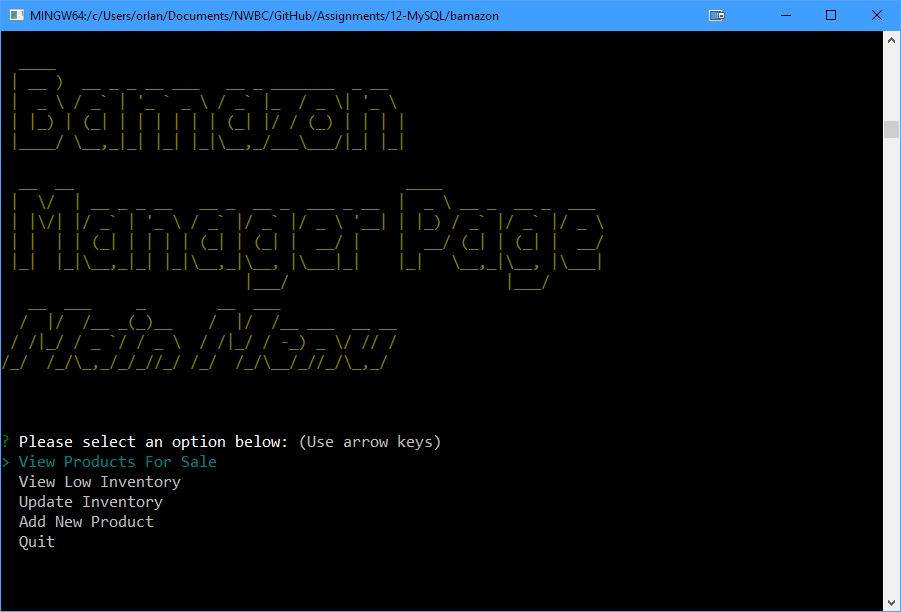 MINGW64:/c/Users/orlan/Documents/NWBC/GitHub/Assignments/12-MySQL/bamazon
Bamazon
Manager Page
Main Menu
? Please select an option below: (Use arrow keys)
> View Products For Sale
View Low Inventory
Update Inventory
Add New Product
Quit